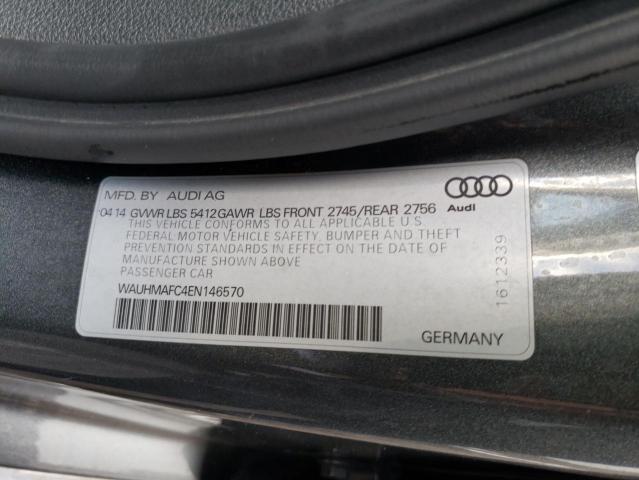 MFD. BY AUDI AG
04 14 GVWR LBS 5412 GAWR LBS FRONT 2745/REAR 2756
THIS VEHICLE CONFORMS TO ALL APPLICABLE U.S.
FEDERAL MOTOR VEHICLE SAFETY, BUMPER AND THEFT
PREVENTION STANDARDS IN EFFECT ON THE DATE OF
MANUFACTURE SHOWN ABOVE
PASSENGER CAR
WAUHMAFC4EN146570
Audi
1612339
GERMANY